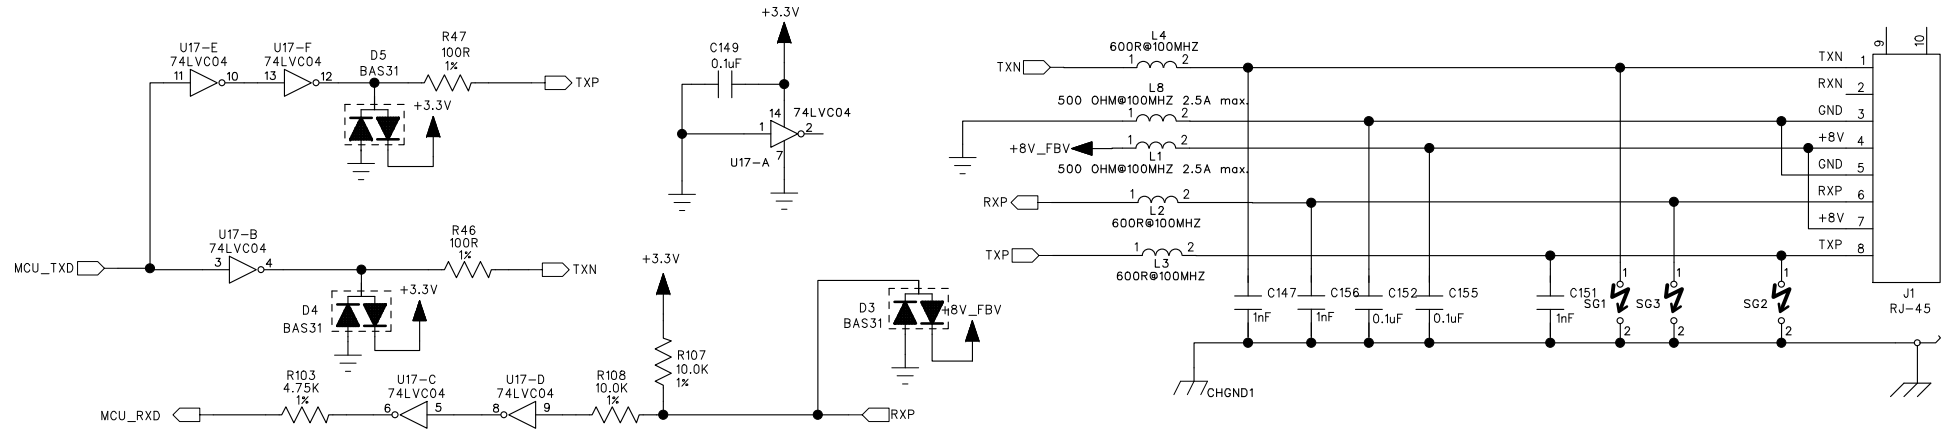 U17-E
74LVC04
11
10
U17-F
74LVC04
13
12
D5
BAS31
R47
100R
1%
TXP
+3.3V
MCU_TXD
U17-B
74LVC04
3
4
R46
100R
1%
TXN
D4
BAS31
+3.3V
+3.3V
C149
0.1uF
14
74LVC04
1
2
U17-A
7
+3.3V
R107
10.0K
1%
D3
BAS31
+8V_FBV
MCU_RXD
R103
4.75K
1%
U17-C
74LVC04
6
5
U17-D
74LVC04
8
9
R108
10.0K
1%
RXP
TXN
L4
600R@100MHZ
1
2
L8
500 OHM@100MHZ 2.5A max.
1
2
+8V_FBV
1
2
L1
500 OHM@100MHZ 2.5A max.
RXP
1
2
L2
600R@100MHZ
TXP
1
2
L3
600R@100MHZ
C147
1nF
C156
1nF
C152
0.1uF
C155
0.1uF
C151
1nF
SG1
1
2
SG3
1
2
SG2
1
2
CHGND1
9
10
TXN
1
RXN
2
GND
3
+8V
4
GND
5
RXP
6
+8V
7
TXP
8
J1
RJ-45